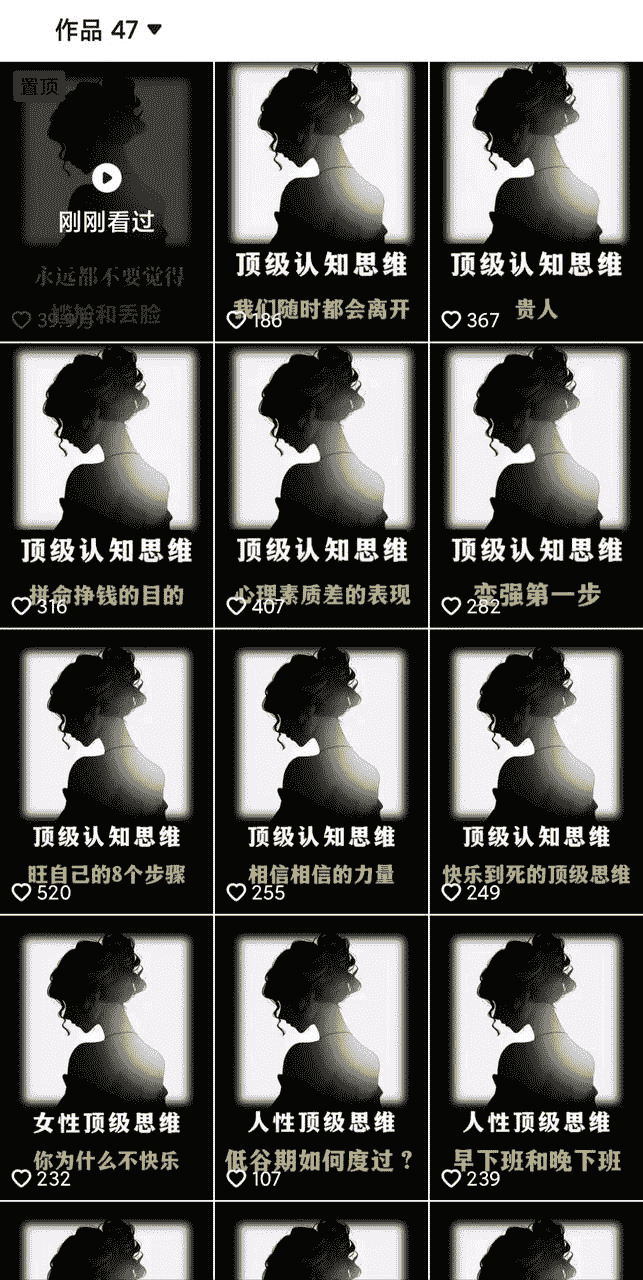 作品 47
置顶
刚刚看过
永远都不要觉得
尴尬和丢脸
顶级认知思维
我们随时都会离开
186
顶级认知思维
贵人
367
顶级认知思维
拼命挣钱的目的
316
顶级认知思维
心理素质差的表现
407
顶级认知思维
变强第一步
282
顶级认知思维
旺自己的8个步骤
520
顶级认知思维
相信相信的力量
255
顶级认知思维
快乐到死的顶级思维
249
女性顶级思维
你为什么不快乐
232
人性顶级思维
低谷期如何度过？
107
人性顶级思维
早下班和晚下班
239